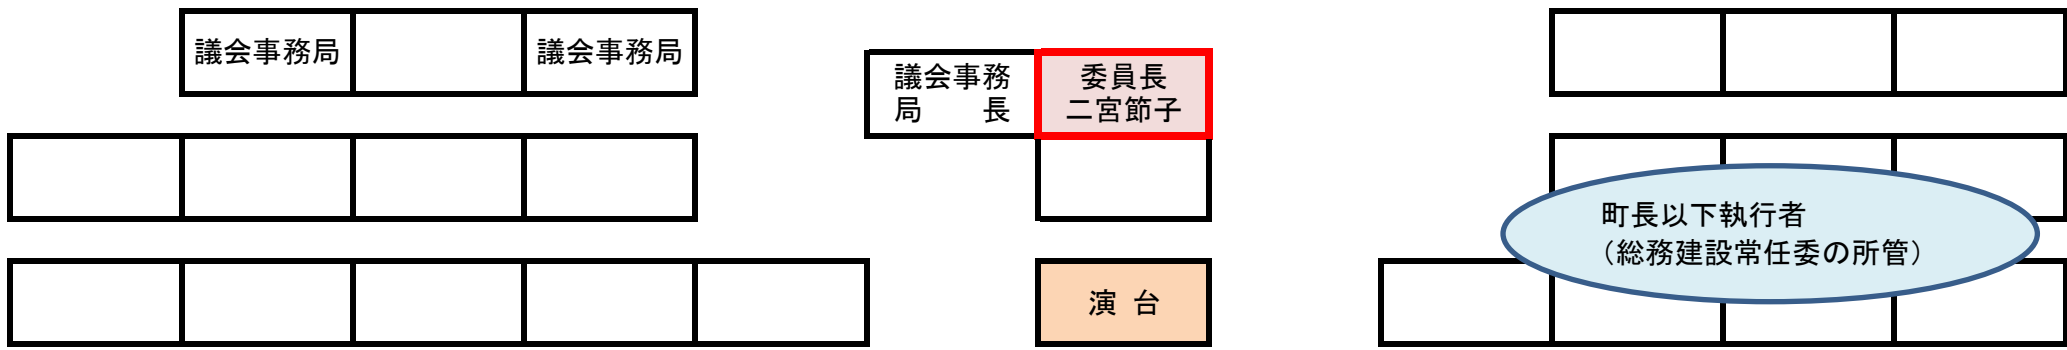 議会事務局
議会事務局
議会事務
局　　長
委員長
二宮節子
町長以下執行者
（総務建設常任委の所管）
演 台